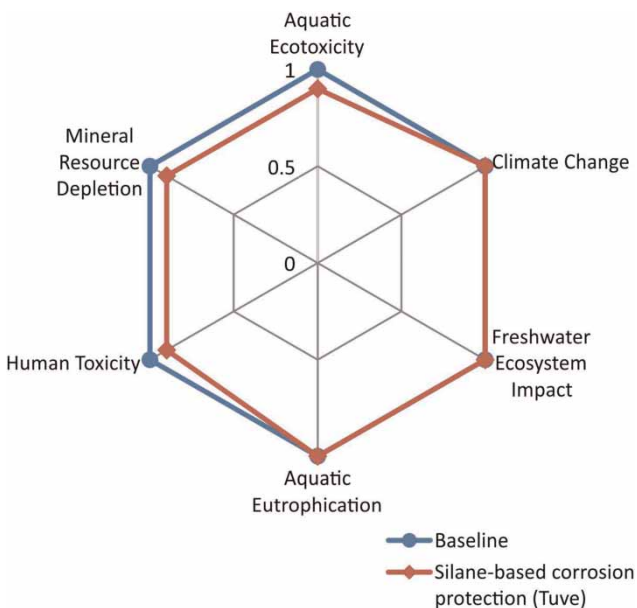 Aquatic
Ecotoxicity
1
Mineral
Resource
Depletion
Climate Change
0.5
0
Human Toxicity
Freshwater
Ecosystem
Impact
Aquatic
Eutrophication
Baseline
Silane-based corrosion
protection (Tuve)